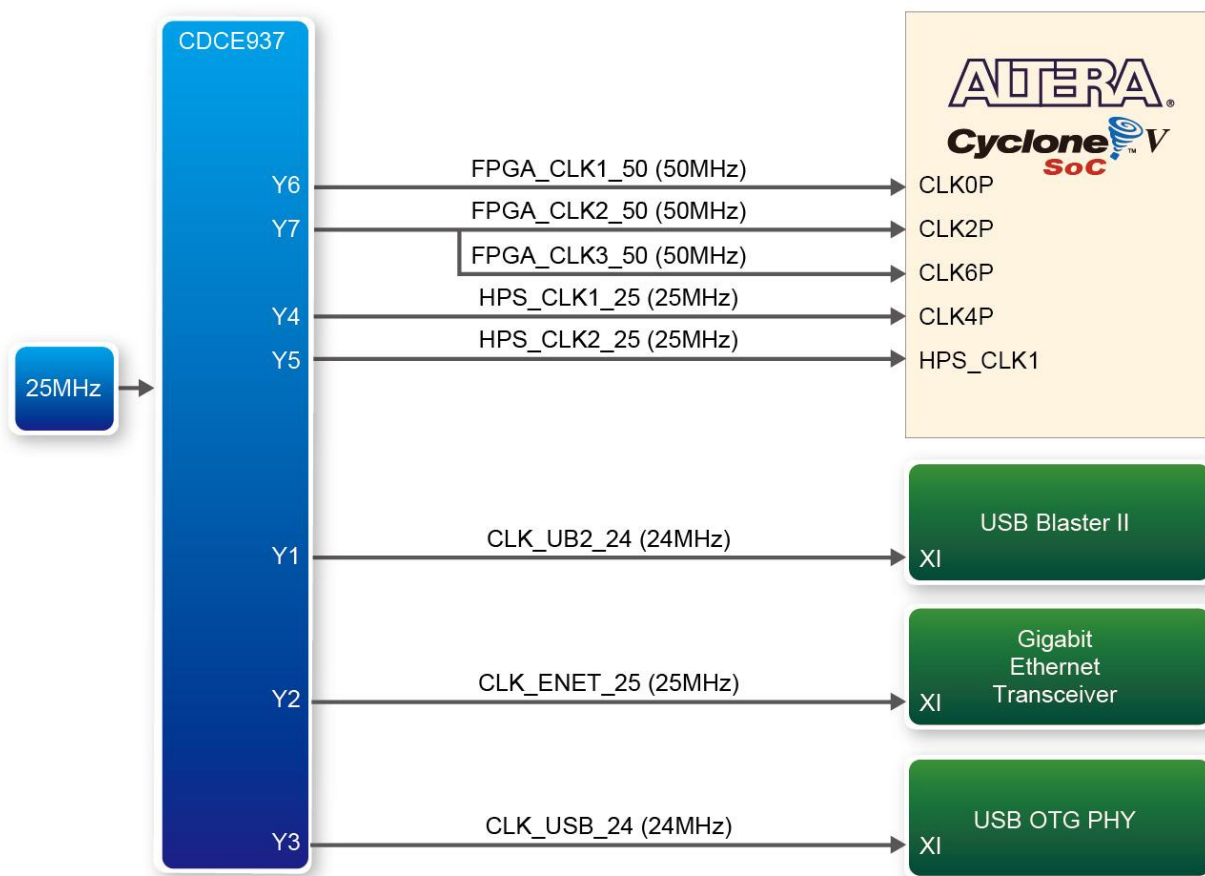 CDCE937
ALTERA®
Cyclone™ V
SoC
Y6
FPGA_CLK1_50 (50MHz)
CLK0P
Y7
FPGA_CLK2_50 (50MHz)
CLK2P
FPGA_CLK3_50 (50MHz)
CLK6P
Y4
HPS_CLK1_25 (25MHz)
CLK4P
Y5
HPS_CLK2_25 (25MHz)
HPS_CLK1
25MHz
USB Blaster II
Y1
CLK_UB2_24 (24MHz)
XI
Gigabit
Ethernet
Transceiver
Y2
CLK_ENET_25 (25MHz)
XI
USB OTG PHY
Y3
CLK_USB_24 (24MHz)
XI